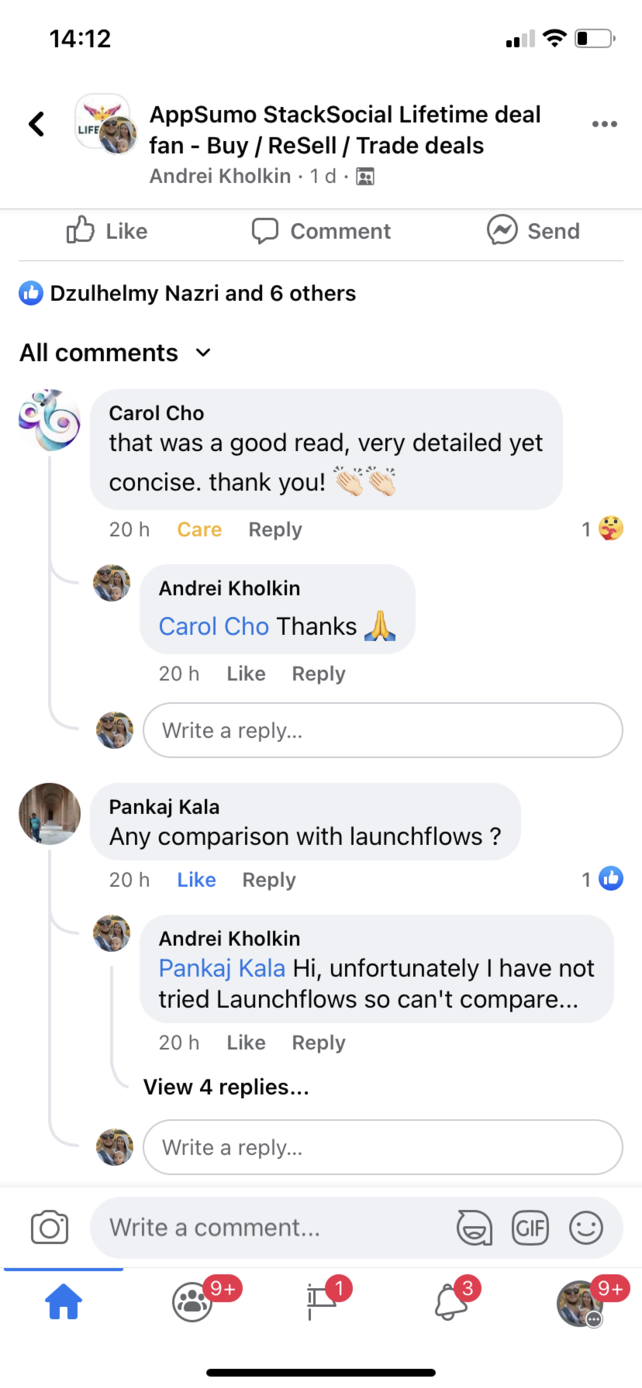 14:12
LIFE
AppSumo StackSocial Lifetime deal
fan - Buy / ReSell / Trade deals
Andrei Kholkin · 1 d ·
Like Comment Send
Dzulhelmy Nazri and 6 others
All comments
Carol Cho
that was a good read, very detailed yet
concise. thank you! 👏🏻👏🏻
20 h Care Reply 1
Andrei Kholkin
Carol Cho Thanks 🙏
20 h Like Reply
Write a reply...
Pankaj Kala
Any comparison with launchflows ?
20 h Like Reply 1
Andrei Kholkin
Pankaj Kala Hi, unfortunately I have not
tried Launchflows so can't compare...
20 h Like Reply
View 4 replies...
Write a reply...
Write a comment... GIF
9+ 1 3 9+